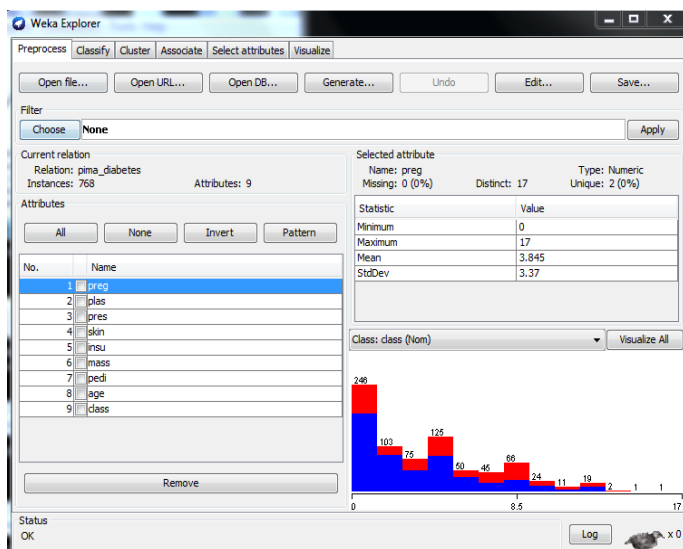 Weka Explorer
Preprocess Classify Cluster Associate Select attributes Visualize
Open file... Open URL... Open DB... Generate... Undo Edit... Save...
Filter
Choose None Apply
Current relation
Relation: pima_diabetes
Instances: 768 Attributes: 9
Attributes
All None Invert Pattern
No. Name
1 preg
2 plas
3 pres
4 skin
5 insu
6 mass
7 pedi
8 age
9 class
Remove
Selected attribute
Name: preg Type: Numeric
Missing: 0 (0%) Distinct: 17 Unique: 2 (0%)
Statistic Value
Minimum 0
Maximum 17
Mean 3.845
StdDev 3.37
Class: class (Nom) Visualize All
246
103
75
125
50
45
66
24
11
19
2
1
1
0 8.5 17
Status
OK
Log x 0